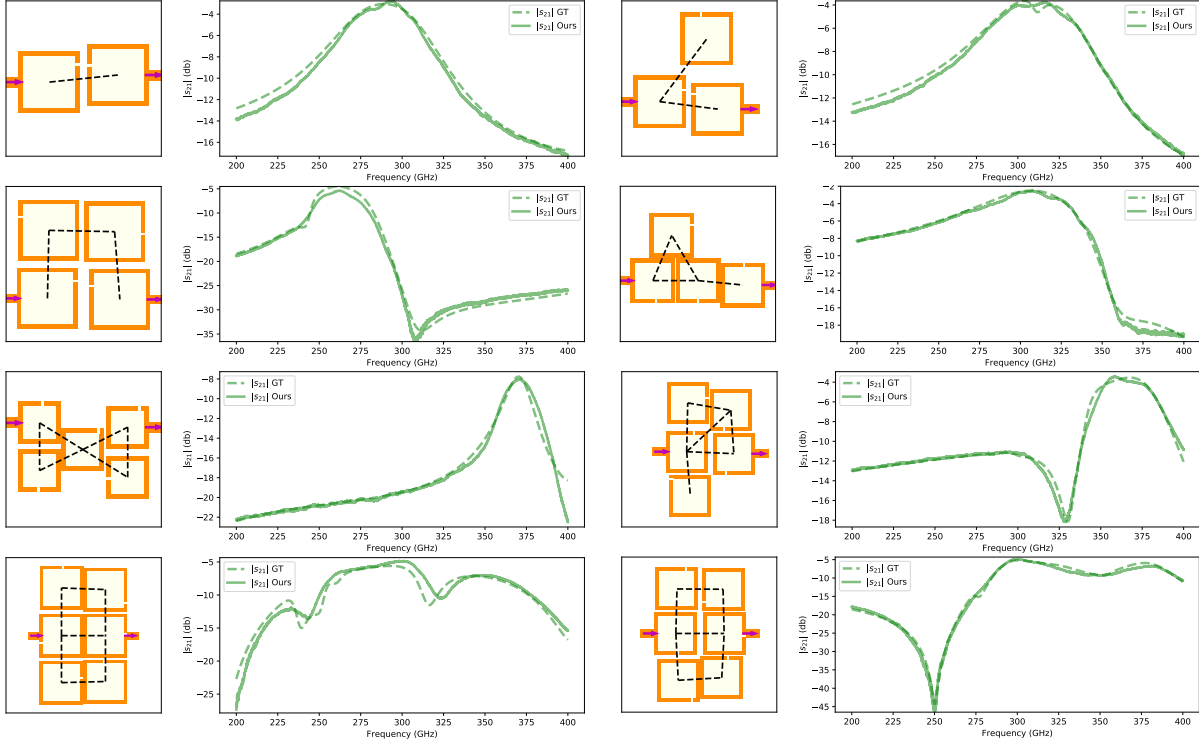 |s21| (db)
−4
−6
−8
−10
−12
−14
−16
200 225 250 275 300 325 350 375 400
Frequency (GHz)
|s21| GT
|s21| Ours
|s21| (db)
−4
−6
−8
−10
−12
−14
−16
200 225 250 275 300 325 350 375 400
Frequency (GHz)
|s21| GT
|s21| Ours
|s21| (db)
−5
−10
−15
−20
−25
−30
−35
200 225 250 275 300 325 350 375 400
Frequency (GHz)
|s21| GT
|s21| Ours
|s21| (db)
−2
−4
−6
−8
−10
−12
−14
−16
−18
200 225 250 275 300 325 350 375 400
Frequency (GHz)
|s21| GT
|s21| Ours
|s21| (db)
−8
−10
−12
−14
−16
−18
−20
−22
200 225 250 275 300 325 350 375 400
Frequency (GHz)
|s21| GT
|s21| Ours
|s21| (db)
−4
−6
−8
−10
−12
−14
−16
−18
200 225 250 275 300 325 350 375 400
Frequency (GHz)
|s21| GT
|s21| Ours
|s21| (db)
−5
−10
−15
−20
−25
200 225 250 275 300 325 350 375 400
Frequency (GHz)
|s21| GT
|s21| Ours
|s21| (db)
−5
−10
−15
−20
−25
−30
−35
−40
−45
200 225 250 275 300 325 350 375 400
Frequency (GHz)
|s21| GT
|s21| Ours